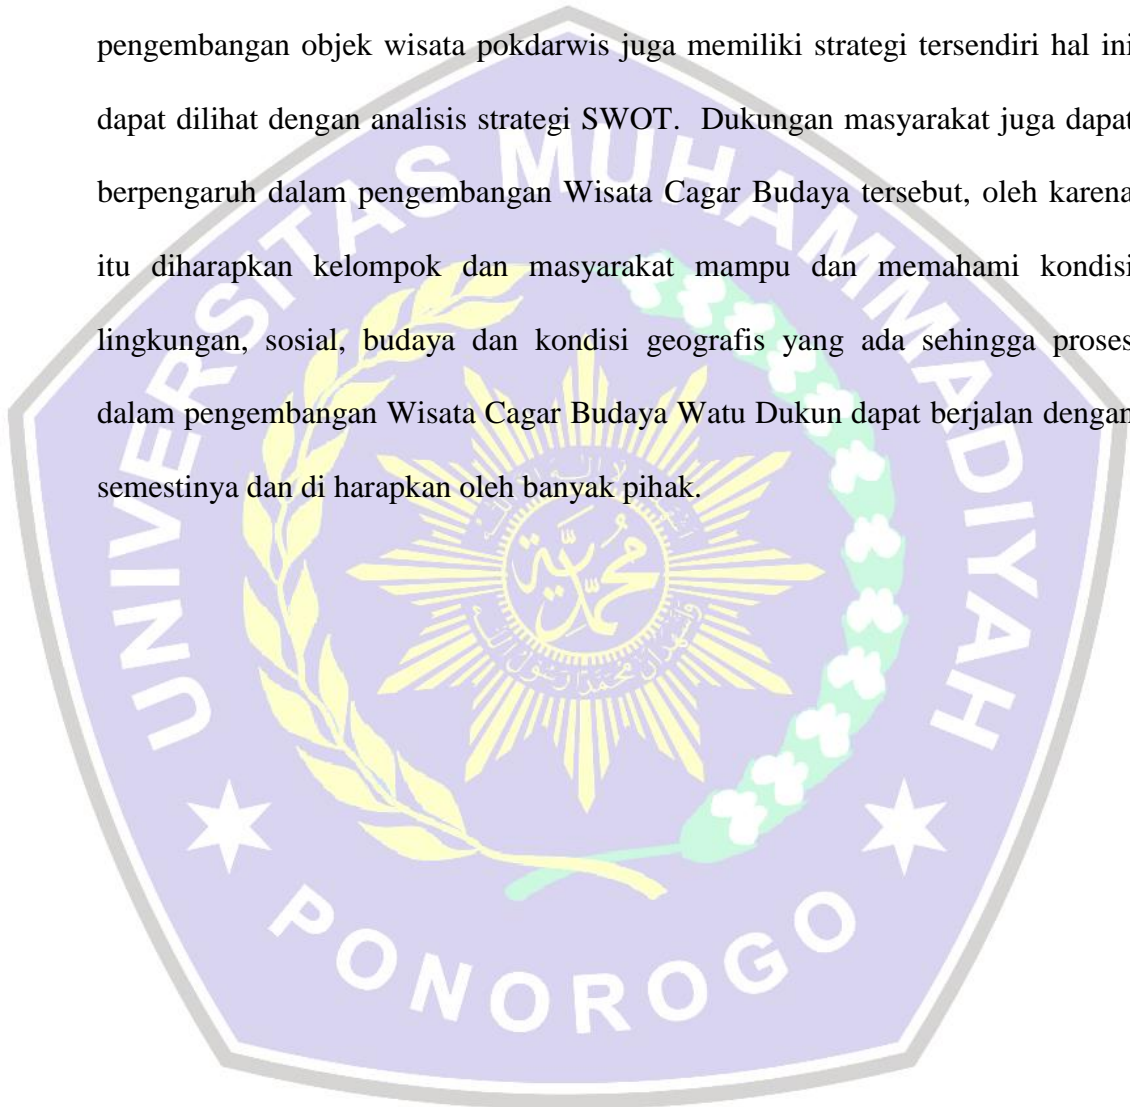 pengembangan objek wisata pokdarwis juga memiliki strategi tersendiri hal ini
dapat dilihat dengan analisis strategi SWOT. Dukungan masyarakat juga dapat
berpengaruh dalam pengembangan Wisata Cagar Budaya tersebut, oleh karena
itu diharapkan kelompok dan masyarakat mampu dan memahami kondisi
lingkungan, sosial, budaya dan kondisi geografis yang ada sehingga proses
dalam pengembangan Wisata Cagar Budaya Watu Dukun dapat berjalan dengan
semestinya dan di harapkan oleh banyak pihak.
UNIVERSITAS MUHAMMADIYAH
PONOROGO
محمدية